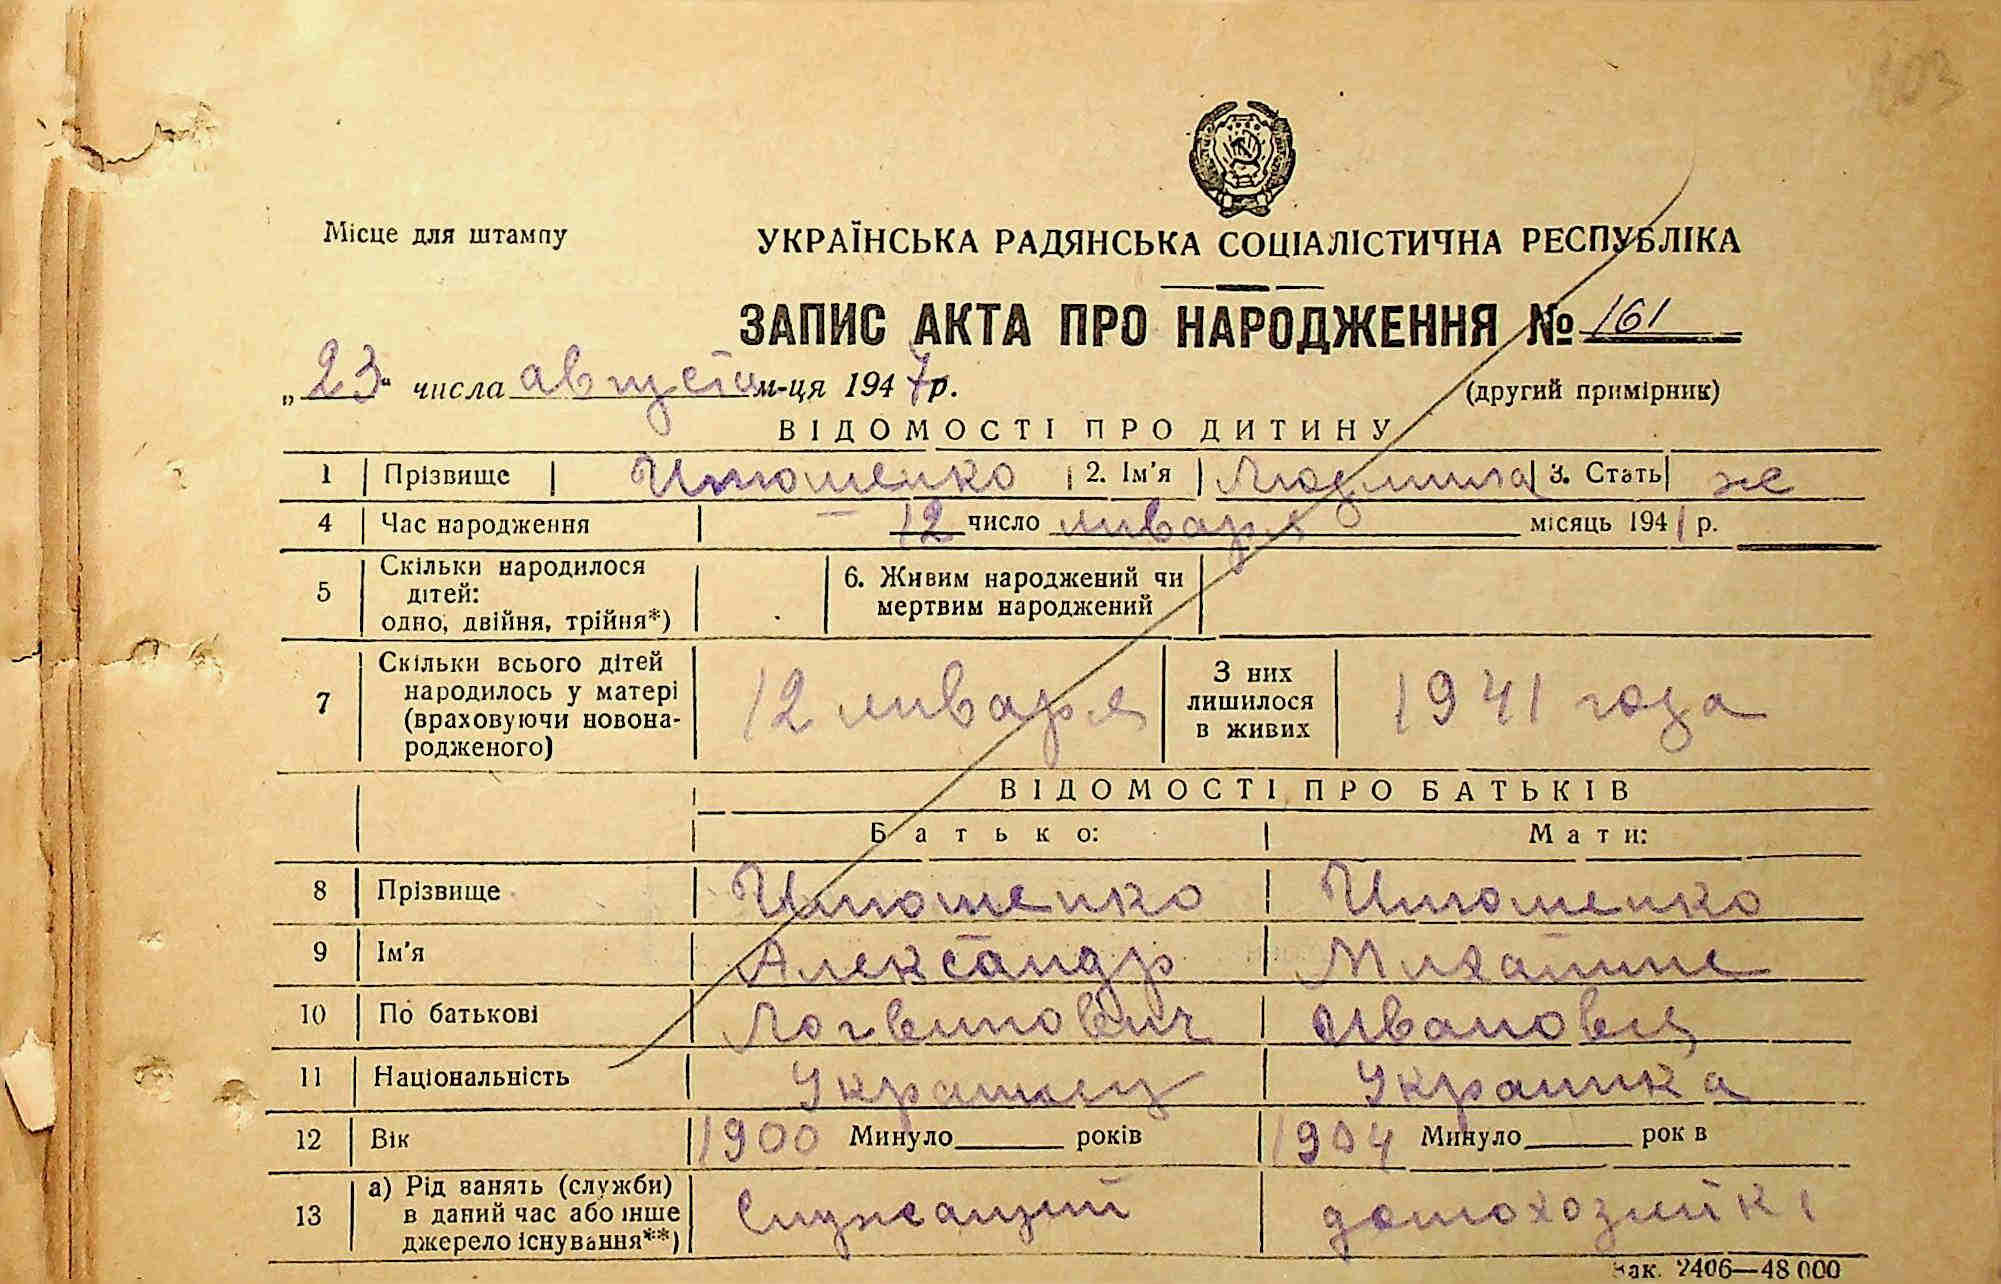 103
Місце для штампу
УКРАЇНСЬКА РАДЯНСЬКА СОЦІАЛІСТИЧНА РЕСПУБЛІКА
ЗАПИС АКТА ПРО НАРОДЖЕННЯ № 161
„23“ числа августа м-ця 1947 р.
(другий примірник)
ВІДОМОСТІ ПРО ДИТИНУ
1 Прізвище 2. Ім'я Людмила 3. Стать же
4 Час народження 12 число января місяць 1941 р.
5 Скільки народилося дітей: одно, двійня, трійня*) 6. Живим народжений чи мертвим народжений
7 Скільки всього дітей народилось у матері (враховуючи новонародженого) 12 января З них лишилося в живих 1941 года
ВІДОМОСТІ ПРО БАТЬКІВ
Батько: Мати:
8 Прізвище
9 Ім'я Александр
10 По батькові Логвинович Ивановна
11 Національність Украинец Украинка
12 Вік 1900 Минуло років 1904 Минуло рок в
13 а) Рід занять (служби) в даний час або інше джерело існування**) Служащий домохозяйка
Зак. 2406—48 000